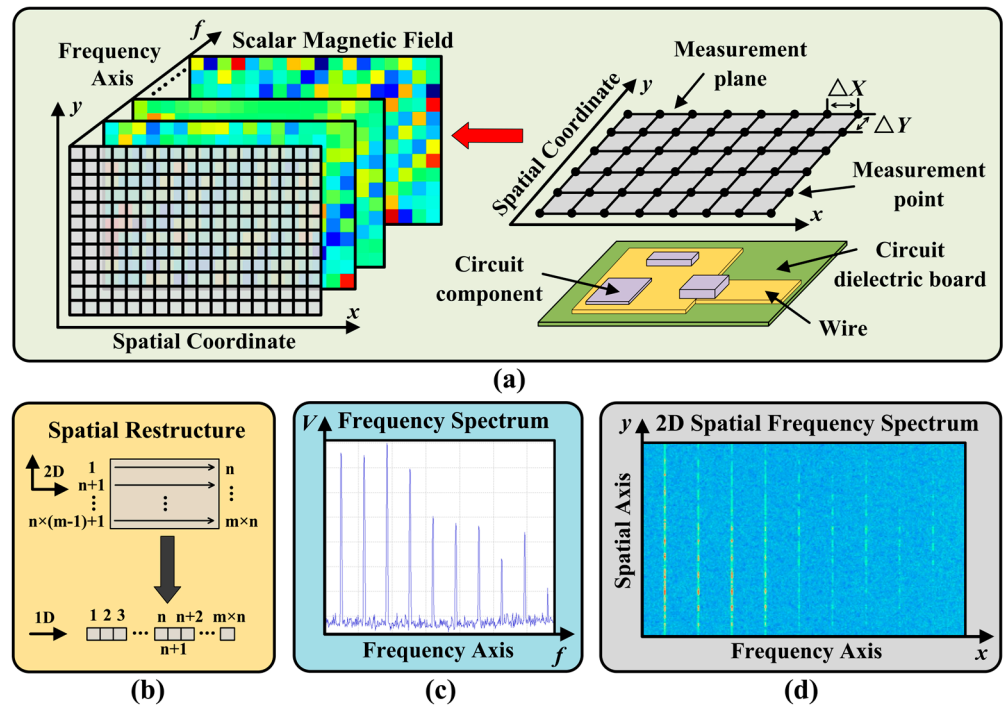 Frequency
Axis
f
Scalar Magnetic Field
y
x
Spatial Coordinate
Measurement
plane
△X
△Y
y
Spatial Coordinate
x
Measurement
point
Circuit
component
Circuit
dielectric board
Wire
(a)
Spatial Restructure
2D
1
n
n+1
n×(m-1)+1
m×n
1D
1 2 3
n
n+2
m×n
n+1
(b)
V
Frequency Spectrum
Frequency Axis
f
(c)
y
2D Spatial Frequency Spectrum
Spatial Axis
Frequency Axis
x
(d)